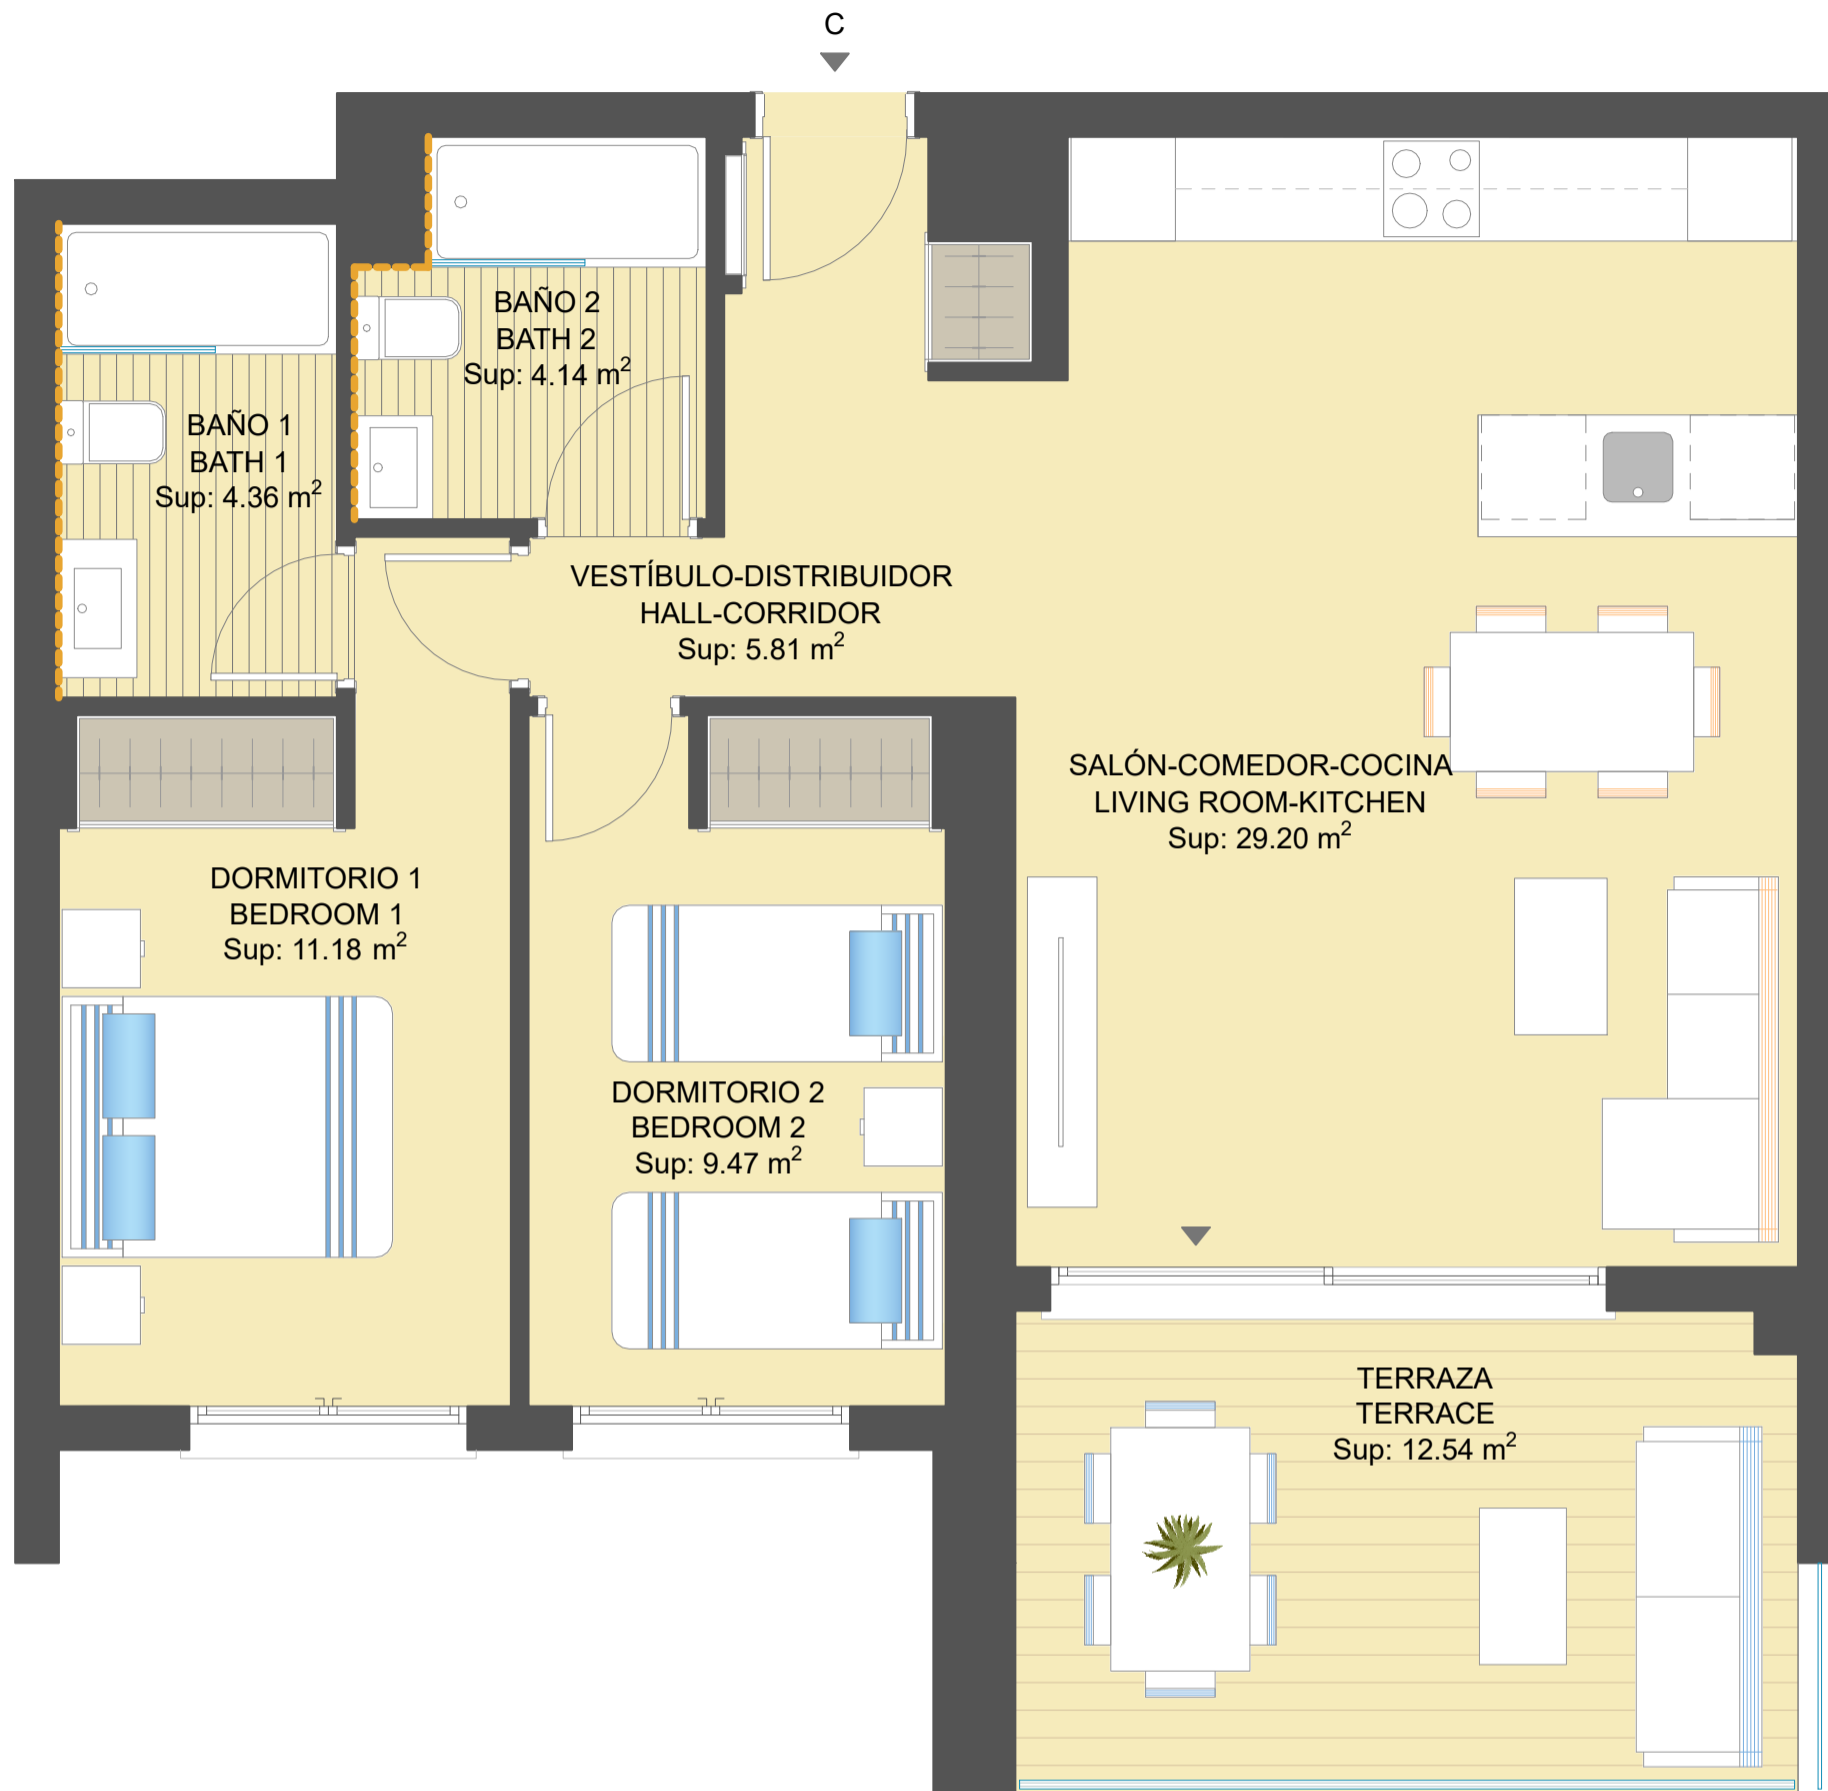 C
BAÑO 2
BATH 2
Sup: 4.14 m²
BAÑO 1
BATH 1
Sup: 4.36 m²
VESTÍBULO-DISTRIBUIDOR
HALL-CORRIDOR
Sup: 5.81 m²
SALÓN-COMEDOR-COCINA
LIVING ROOM-KITCHEN
Sup: 29.20 m²
DORMITORIO 1
BEDROOM 1
Sup: 11.18 m²
DORMITORIO 2
BEDROOM 2
Sup: 9.47 m²
TERRAZA
TERRACE
Sup: 12.54 m²